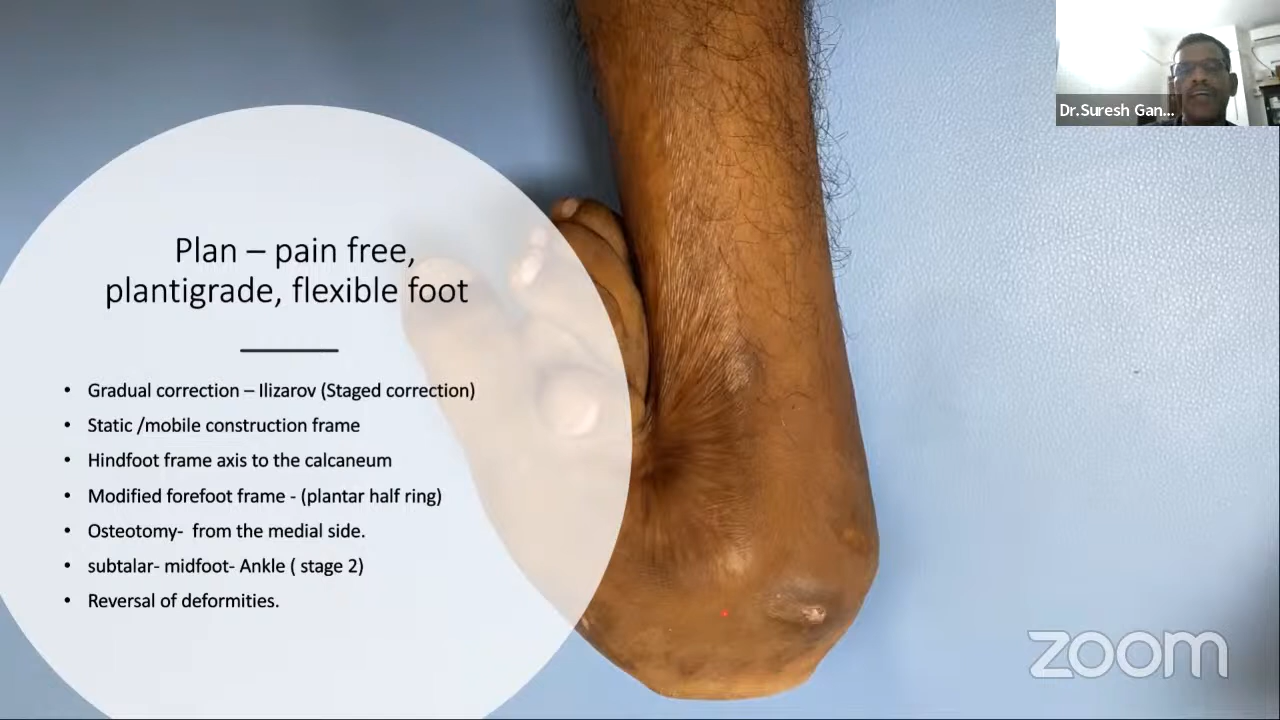 Dr.Suresh Gan...
Plan – pain free,
plantigrade, flexible foot
• Gradual correction – Ilizarov (Staged correction)
• Static /mobile construction frame
• Hindfoot frame axis to the calcaneum
• Modified forefoot frame - (plantar half ring)
• Osteotomy-  from the medial side.
• subtalar- midfoot- Ankle ( stage 2)
• Reversal of deformities.
zoom